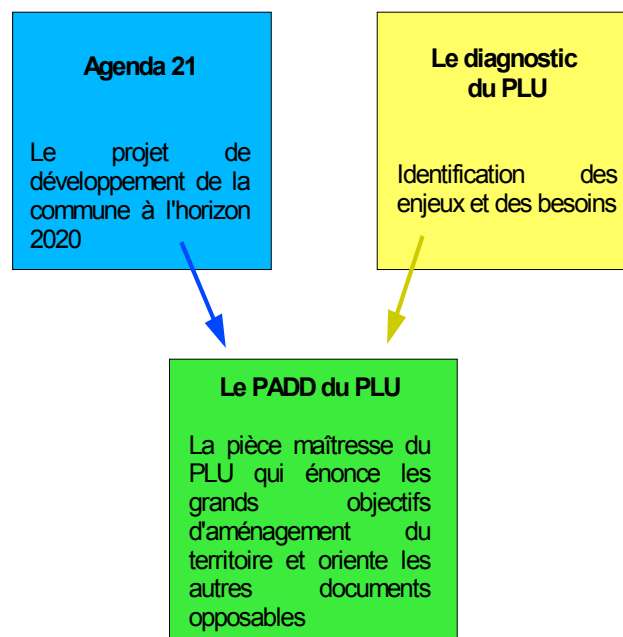 Agenda 21
Le projet de
développement de la
commune à l'horizon
2020
Le diagnostic
du PLU
Identification des
enjeux et des besoins
Le PADD du PLU
La pièce maîtresse du
PLU qui énonce les
grands objectifs
d'aménagement du
territoire et oriente les
autres documents
opposables